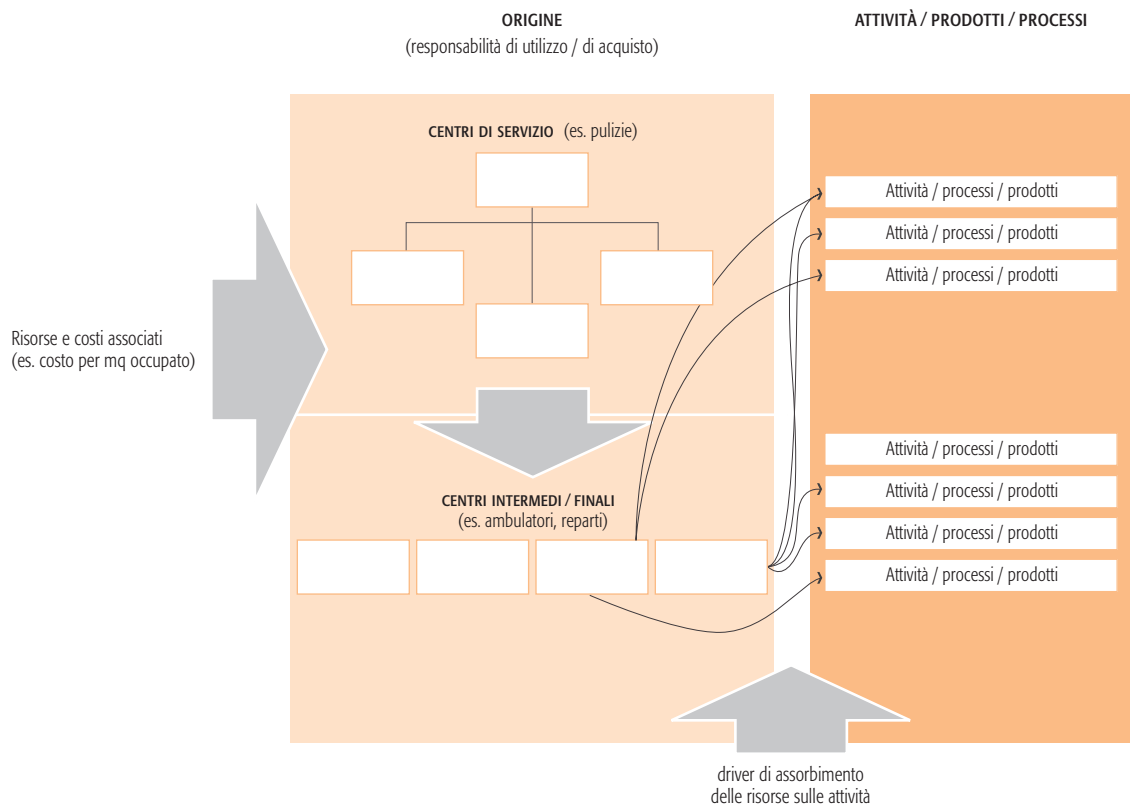 ORIGINE
(responsabilità di utilizzo / di acquisto)
ATTIVITÀ / PRODOTTI / PROCESSI
CENTRI DI SERVIZIO (es. pulizie)
Attività / processi / prodotti
Attività / processi / prodotti
Attività / processi / prodotti
Risorse e costi associati
(es. costo per mq occupato)
CENTRI INTERMEDI / FINALI
(es. ambulatori, reparti)
Attività / processi / prodotti
Attività / processi / prodotti
Attività / processi / prodotti
Attività / processi / prodotti
driver di assorbimento
delle risorse sulle attività